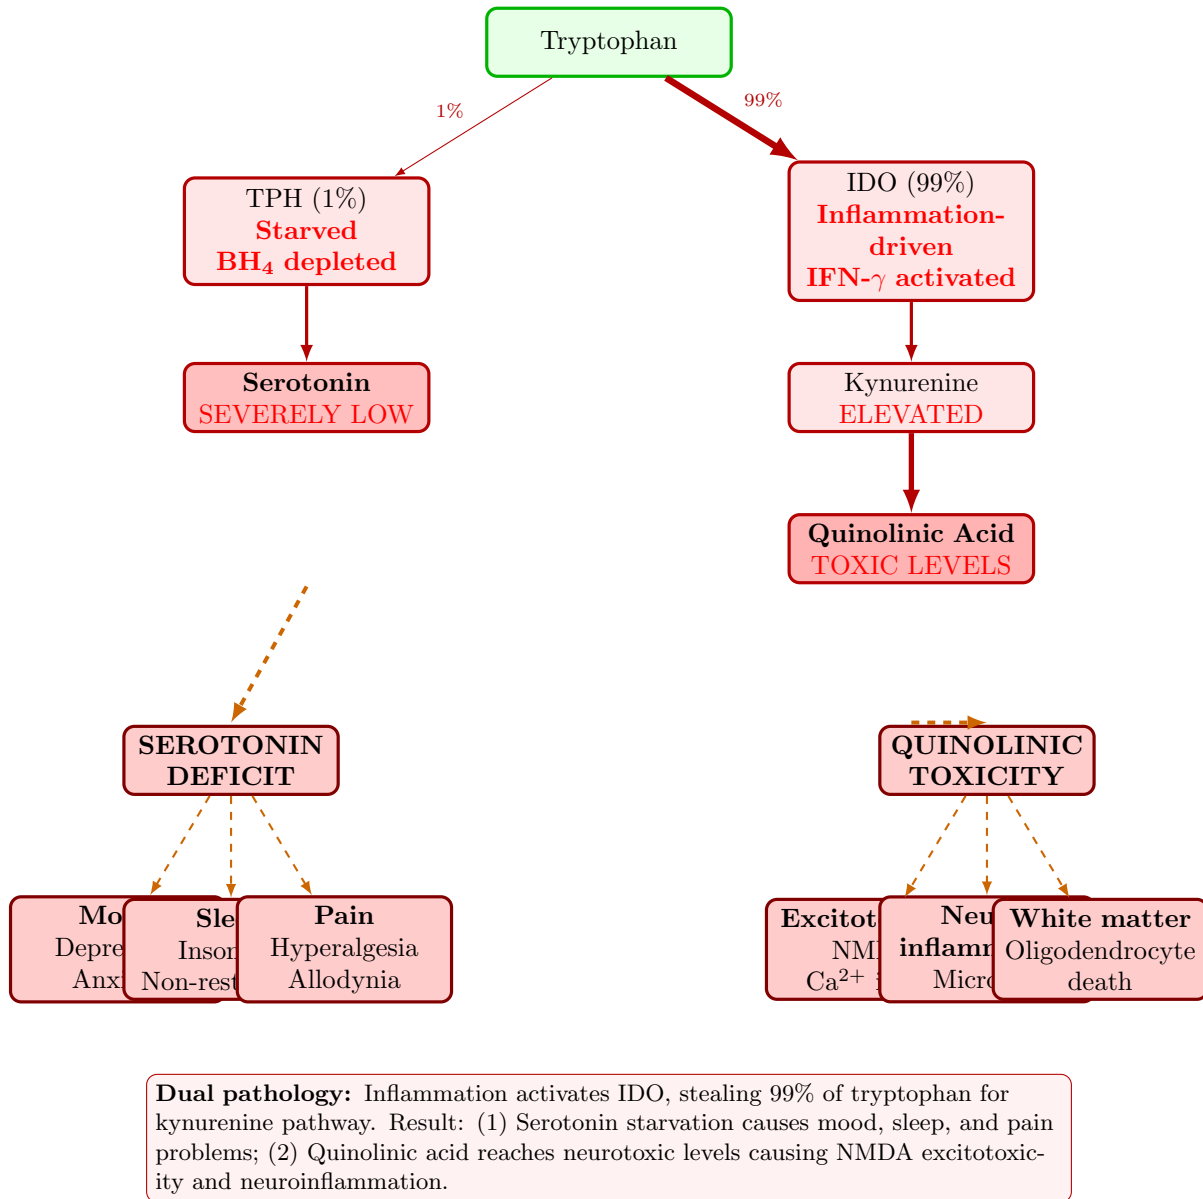 Tryptophan
1%
99%
TPH (1%)
Starved
BH₄ depleted
IDO (99%)
Inflammation-
driven
IFN-γ activated
Serotonin
SEVERELY LOW
Kynurenine
ELEVATED
Quinolinic Acid
TOXIC LEVELS
SEROTONIN
DEFICIT
QUINOLINIC
TOXICITY
Pain
Hyperalgesia
Allodynia
White matter
Oligodendrocyte
death
Dual pathology: Inflammation activates IDO, stealing 99% of tryptophan for
kynurenine pathway. Result: (1) Serotonin starvation causes mood, sleep, and pain
problems; (2) Quinolinic acid reaches neurotoxic levels causing NMDA excitotoxic-
ity and neuroinflammation.